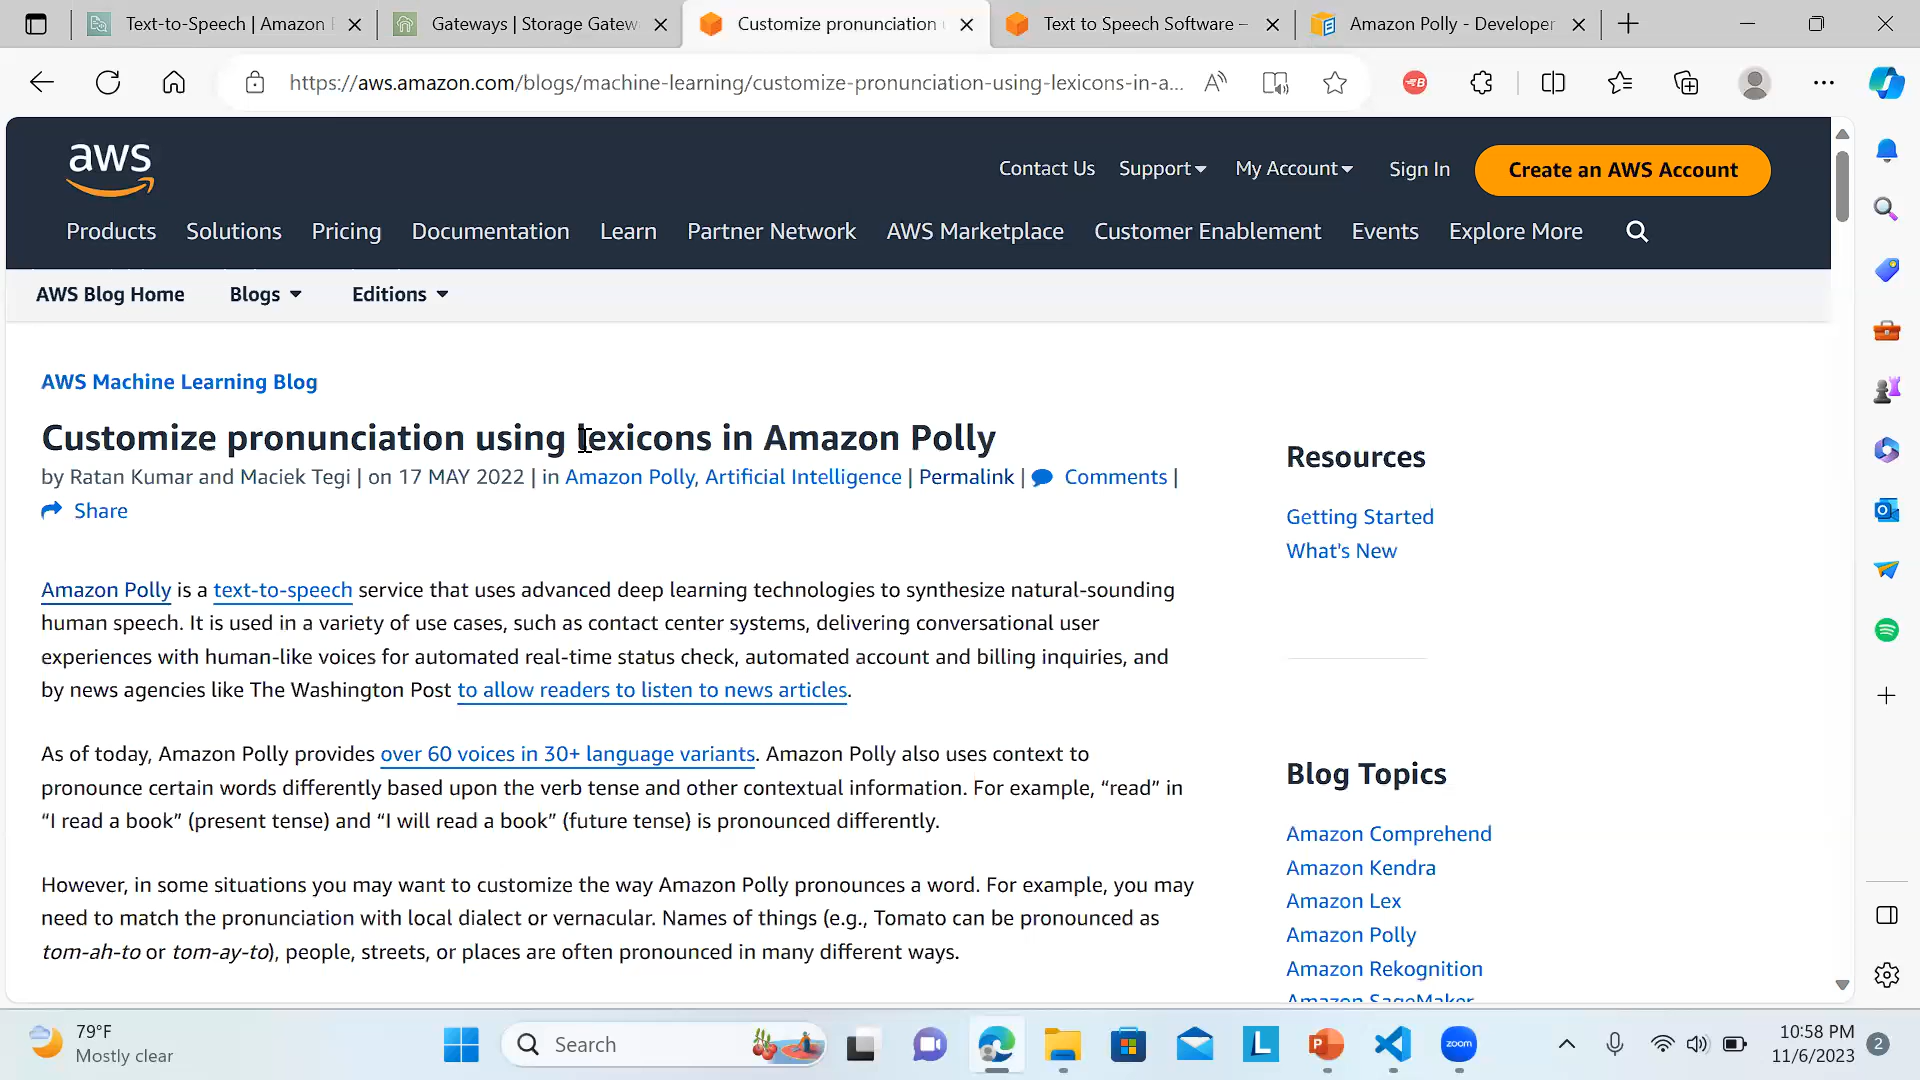 Text-to-Speech | Amazon
Gateways | Storage Gatew
Customize pronunciation
Text to Speech Software –
Amazon Polly - Developer
https://aws.amazon.com/blogs/machine-learning/customize-pronunciation-using-lexicons-in-a...
aws
Contact Us Support My Account Sign In Create an AWS Account
Products Solutions Pricing Documentation Learn Partner Network AWS Marketplace Customer Enablement Events Explore More
AWS Blog Home Blogs Editions
AWS Machine Learning Blog
Customize pronunciation using lexicons in Amazon Polly
by Ratan Kumar and Maciek Tegi | on 17 MAY 2022 | in Amazon Polly, Artificial Intelligence | Permalink | Comments |
Share
Amazon Polly is a text-to-speech service that uses advanced deep learning technologies to synthesize natural-sounding
human speech. It is used in a variety of use cases, such as contact center systems, delivering conversational user
experiences with human-like voices for automated real-time status check, automated account and billing inquiries, and
by news agencies like The Washington Post to allow readers to listen to news articles.
As of today, Amazon Polly provides over 60 voices in 30+ language variants. Amazon Polly also uses context to
pronounce certain words differently based upon the verb tense and other contextual information. For example, “read” in
“I read a book” (present tense) and “I will read a book” (future tense) is pronounced differently.
However, in some situations you may want to customize the way Amazon Polly pronounces a word. For example, you may
need to match the pronunciation with local dialect or vernacular. Names of things (e.g., Tomato can be pronounced as
tom-ah-to or tom-ay-to), people, streets, or places are often pronounced in many different ways.
Resources
Getting Started
What's New
Blog Topics
Amazon Comprehend
Amazon Kendra
Amazon Lex
Amazon Polly
Amazon Rekognition
Amazon SageMaker
79°F
Mostly clear
Search
zoom
10:58 PM
11/6/2023
2